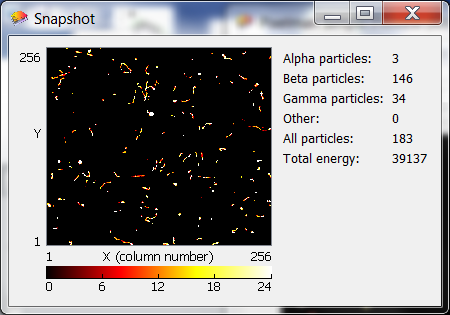 Snapshot
256
Y
1
1 X (column number) 256
0 6 12 18 24
Alpha particles: 3
Beta particles: 146
Gamma particles: 34
Other: 0
All particles: 183
Total energy: 39137